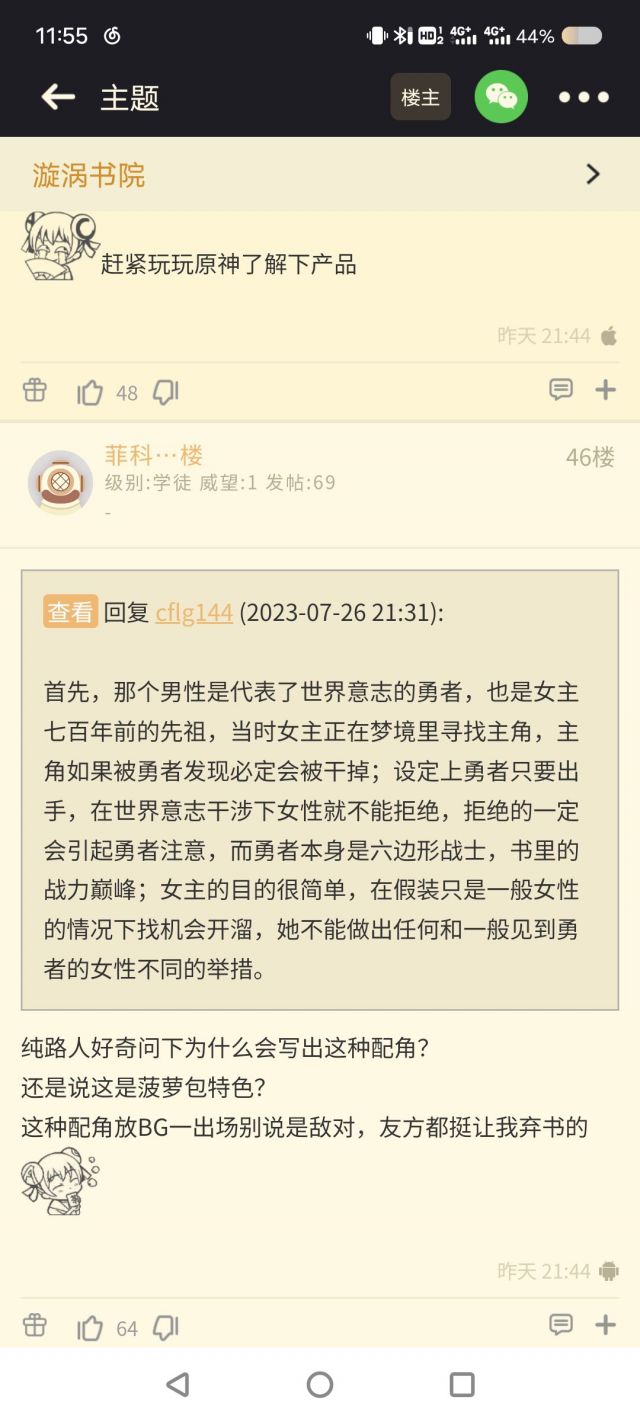 11:55
HD 1 2 4G+ 4G+ 44%
主题
楼主
漩涡书院
赶紧玩玩原神了解下产品
昨天 21:44
48
菲科…楼
46楼
级别:学徒 威望:1 发帖:69
-
查看 回复 cflg144 (2023-07-26 21:31):
首先，那个男性是代表了世界意志的勇者，也是女主
七百年前的先祖，当时女主正在梦境里寻找主角，主
角如果被勇者发现必定会被干掉；设定上勇者只要出
手，在世界意志干涉下女性就不能拒绝，拒绝的一定
会引起勇者注意，而勇者本身是六边形战士，书里的
战力巅峰；女主的目的很简单，在假装只是一般女性
的情况下找机会开溜，她不能做出任何和一般见到勇
者的女性不同的举措。
纯路人好奇问下为什么会写出这种配角？
还是说这是菠萝包特色？
这种配角放BG一出场别说是敌对，友方都挺让我弃书的
昨天 21:44
64